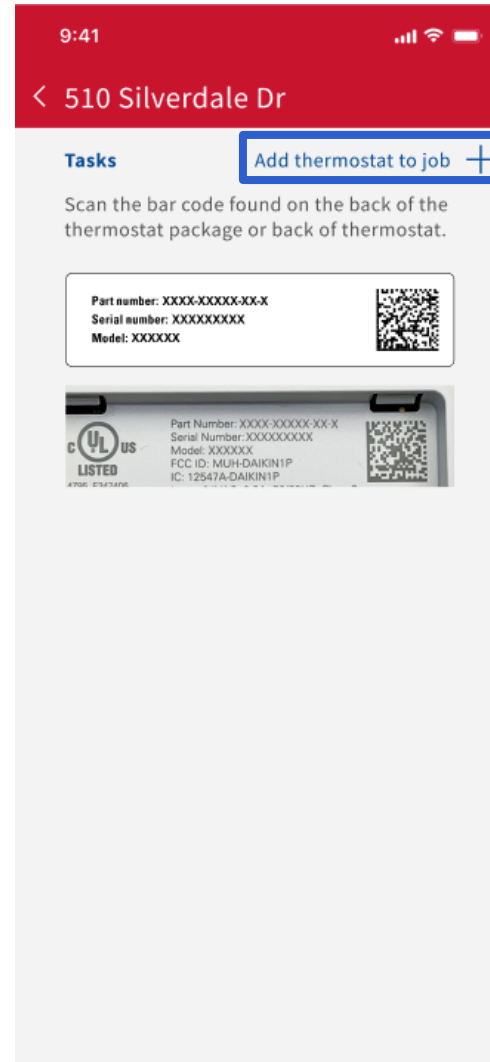 9:41
510 Silverdale Dr
Tasks
Add thermostat to job
Scan the bar code found on the back of the
thermostat package or back of thermostat.
Part number: XXXX-XXXXX-XX-X
Serial number: XXXXXXXXX
Model: XXXXXX
C UL US
LISTED
Part Number: XXXX-XXXXX-XX-X
Serial Number: XXXXXXXXXX
Model: XXXXXX
FCC ID: MUH-DAIKIN1P
IC: 12547A-DAIKIN1P